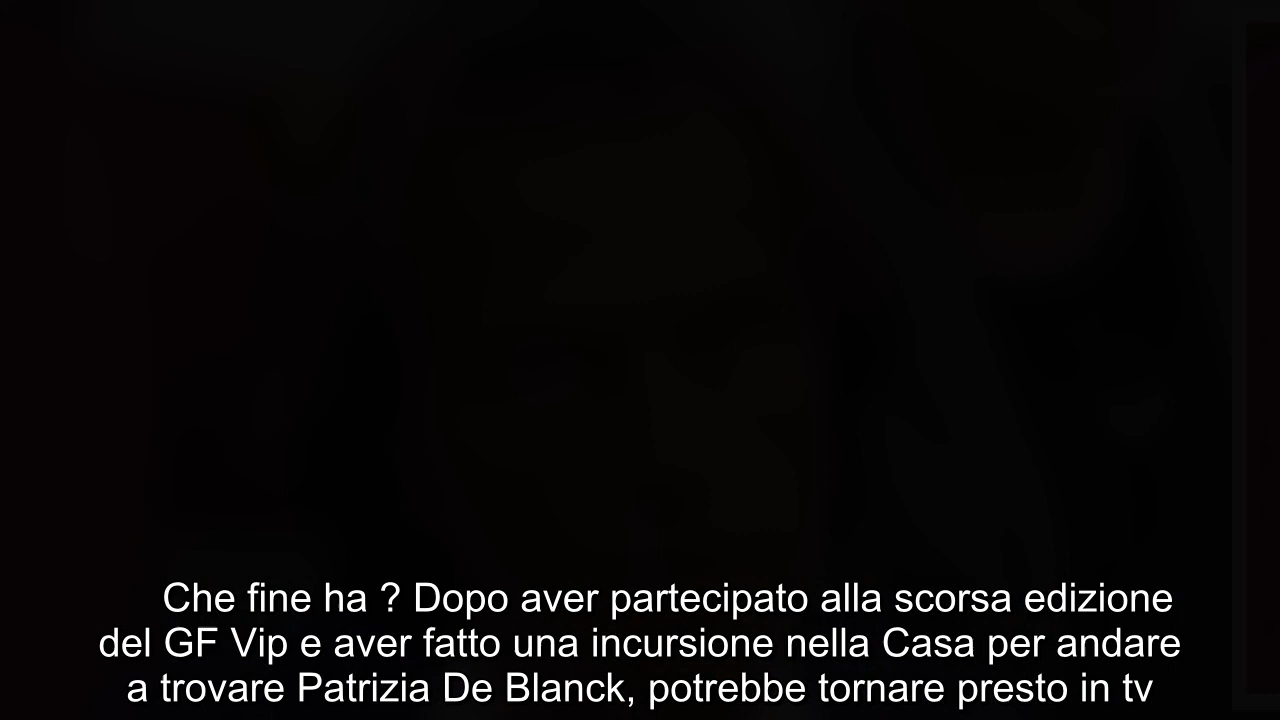 Che fine ha ? Dopo aver partecipato alla scorsa edizione
del GF Vip e aver fatto una incursione nella Casa per andare
a trovare Patrizia De Blanck, potrebbe tornare presto in tv